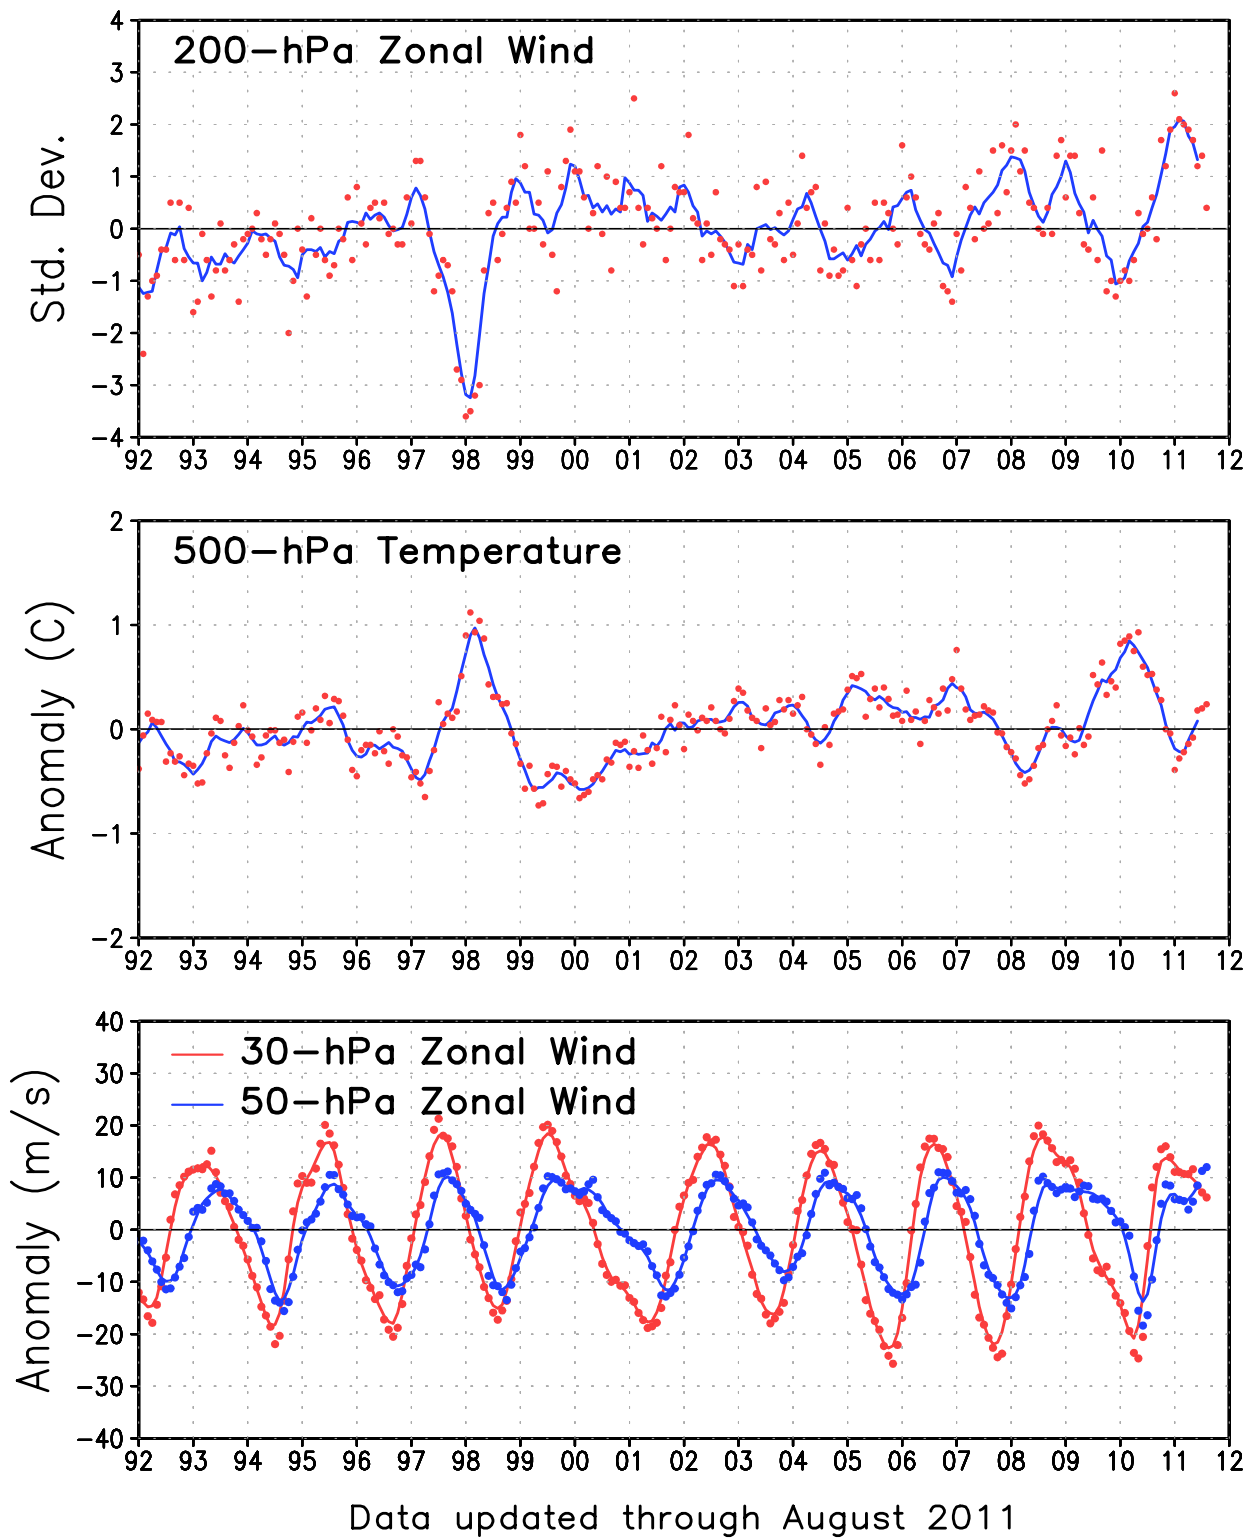 200-hPa Zonal Wind
Std. Dev.
4
3
2
1
0
-1
-2
-3
-4
92 93 94 95 96 97 98 99 00 01 02 03 04 05 06 07 08 09 10 11 12
500-hPa Temperature
Anomaly (C)
2
1
0
-1
-2
92 93 94 95 96 97 98 99 00 01 02 03 04 05 06 07 08 09 10 11 12
30-hPa Zonal Wind
50-hPa Zonal Wind
Anomaly (m/s)
40
30
20
10
0
-10
-20
-30
-40
92 93 94 95 96 97 98 99 00 01 02 03 04 05 06 07 08 09 10 11 12
Data updated through August 2011